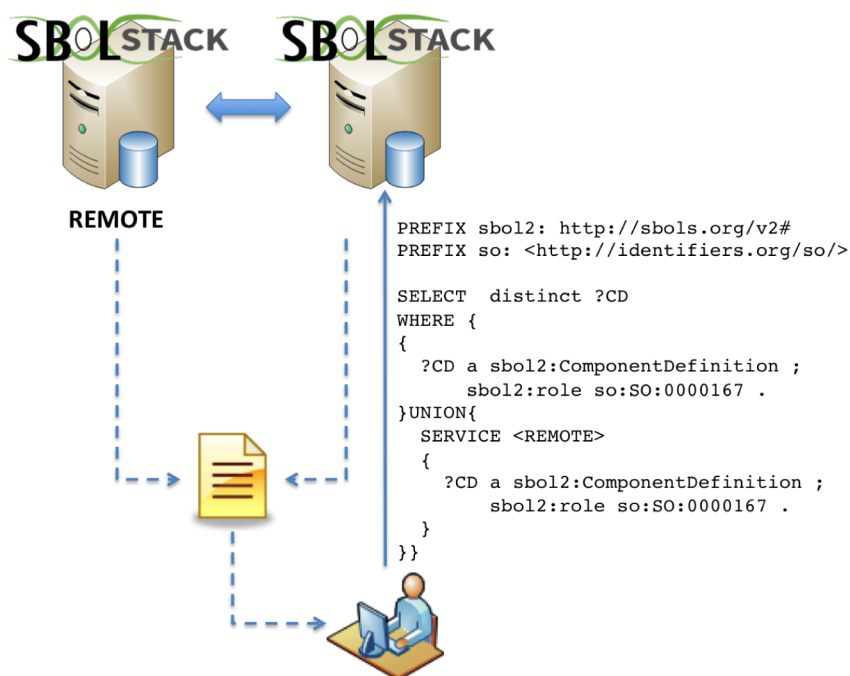 SBOLSTACK
SBOLSTACK
REMOTE
PREFIX sbol2: http://sbols.org/v2#
PREFIX so: <http://identifiers.org/so/>
SELECT  distinct ?CD
WHERE {
{
  ?CD a sbol2:ComponentDefinition ;
      sbol2:role so:SO:0000167 .
}UNION{
  SERVICE <REMOTE>
  {
    ?CD a sbol2:ComponentDefinition ;
        sbol2:role so:SO:0000167 .
  }
}}